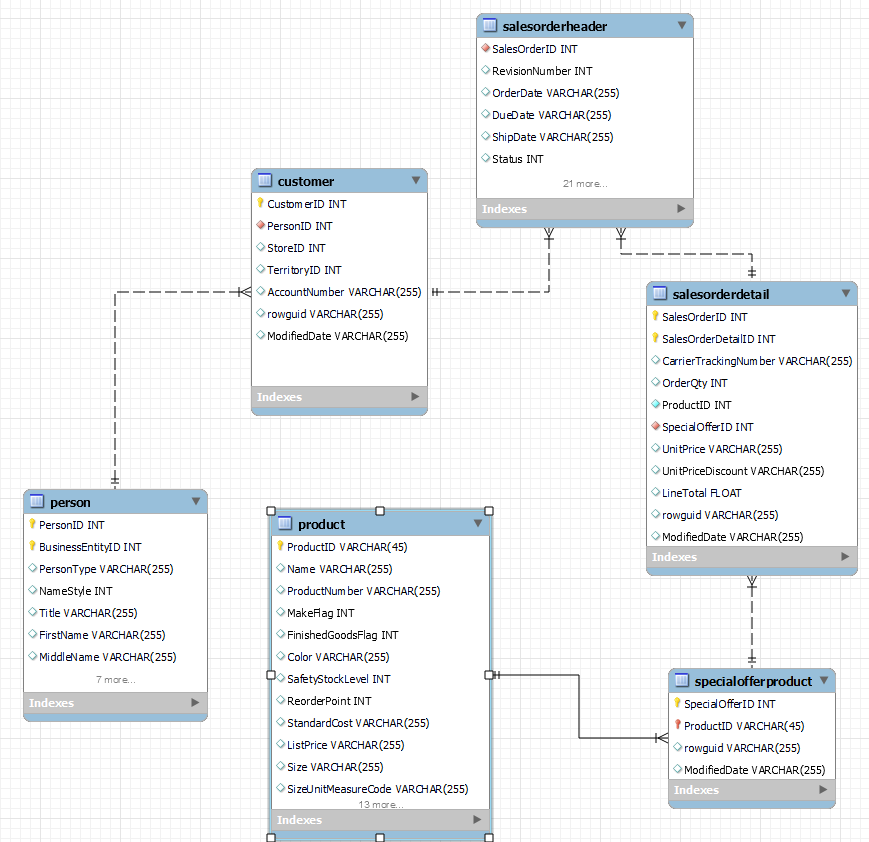 salesorderheader
SalesOrderID INT
RevisionNumber INT
OrderDate VARCHAR(255)
DueDate VARCHAR(255)
ShipDate VARCHAR(255)
Status INT
21 more...
Indexes
customer
CustomerID INT
PersonID INT
StoreID INT
TerritoryID INT
AccountNumber VARCHAR(255)
rowguid VARCHAR(255)
ModifiedDate VARCHAR(255)
Indexes
salesorderdetail
SalesOrderID INT
SalesOrderDetailID INT
CarrierTrackingNumber VARCHAR(255)
OrderQty INT
ProductID INT
SpecialOfferID INT
UnitPrice VARCHAR(255)
UnitPriceDiscount VARCHAR(255)
LineTotal FLOAT
rowguid VARCHAR(255)
ModifiedDate VARCHAR(255)
Indexes
person
PersonID INT
BusinessEntityID INT
PersonType VARCHAR(255)
NameStyle INT
Title VARCHAR(255)
FirstName VARCHAR(255)
MiddleName VARCHAR(255)
7 more...
Indexes
product
ProductID VARCHAR(45)
Name VARCHAR(255)
ProductNumber VARCHAR(255)
MakeFlag INT
FinishedGoodsFlag INT
Color VARCHAR(255)
SafetyStockLevel INT
ReorderPoint INT
StandardCost VARCHAR(255)
ListPrice VARCHAR(255)
Size VARCHAR(255)
SizeUnitMeasureCode VARCHAR(255)
13 more...
Indexes
specialofferproduct
SpecialOfferID INT
ProductID VARCHAR(45)
rowguid VARCHAR(255)
ModifiedDate VARCHAR(255)
Indexes